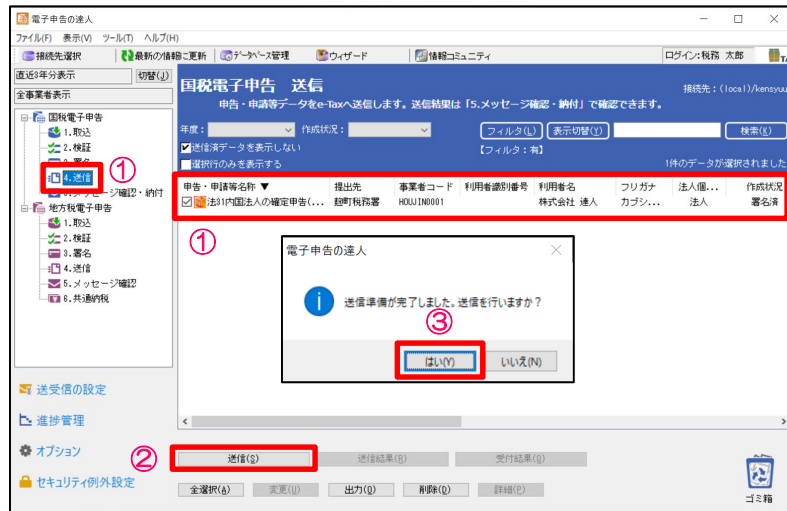 電子申告の達人
ファイル(F) 表示(V) ツール(T) ヘルプ(H)
接続先選択 最新の情報に更新 データベース管理 ウィザード 情報コミュニティ ログイン:税務 太郎
直近3年分表示 切替(J)
全事業者表示
国税電子申告
1.取込
2.検証
①
4.送信
メッセージ確認・納付
地方税電子申告
1.取込
2.検証
3.署名
4.送信
5.メッセージ確認
6.共通納税
国税電子申告 送信
接続先:(local)/kensyuu
申告・申請等データをe-Taxへ送信します。送信結果は「5.メッセージ確認・納付」で確認できます。
年度: 作成状況: フィルタ(L) 表示切替(Y) 検索(K)
送信済データを表示しない 【フィルタ:有】
選択行のみを表示する 1件のデータが選択されました
申告・申請等名称 ▼ 提出先 事業者コード 利用者識別番号 利用者名 フリガナ 法人個... 作成状況
法31内国法人の確定申告(... 麹町税務署 HOUJIN0001 株式会社 達人 カブシ... 法人 署名済
①
電子申告の達人
送信準備が完了しました。送信を行いますか?
③
はい(Y) いいえ(N)
送受信の設定
進捗管理
オプション
セキュリティ例外設定
②
送信(S) 送信結果(R) 受付結果(Q)
全選択(A) 変更(U) 出力(O) 削除(D) 詳細(P)
ゴミ箱